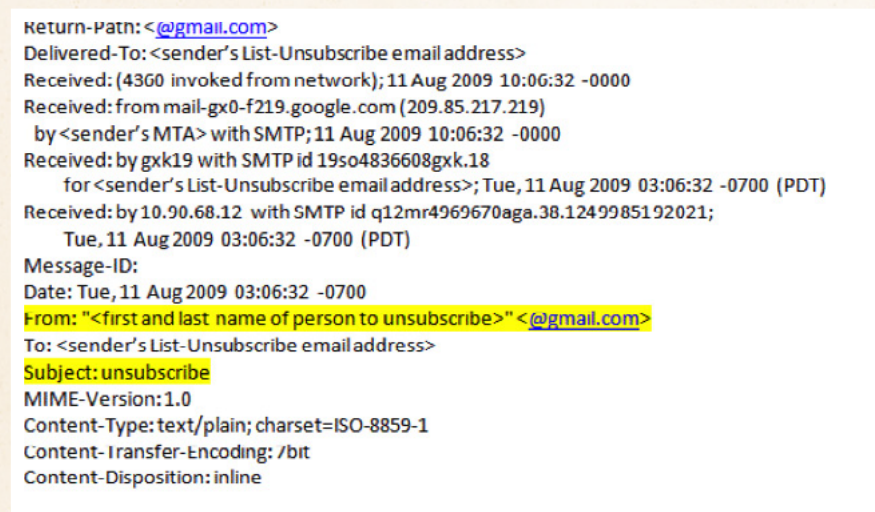 Return-Path: <@gmail.com>
Delivered-To: <sender's List-Unsubscribe email address>
Received: (4360 invoked from network); 11 Aug 2009 10:06:32 -0000
Received: from mail-gx0-f219.google.com (209.85.217.219)
by <sender's MTA> with SMTP; 11 Aug 2009 10:06:32 -0000
Received: by gxk19 with SMTP id 19so4836608gxk.18
for <sender's List-Unsubscribe email address>; Tue, 11 Aug 2009 03:06:32 -0700 (PDT)
Received: by 10.90.68.12 with SMTP id q12mr4969670aga.38.1249985192021;
Tue, 11 Aug 2009 03:06:32 -0700 (PDT)
Message-ID:
Date: Tue, 11 Aug 2009 03:06:32 -0700
From: "<first and last name of person to unsubscribe>" <@gmail.com>
To: <sender's List-Unsubscribe email address>
Subject: unsubscribe
MIME-Version: 1.0
Content-Type: text/plain; charset=ISO-8859-1
Content-Transfer-Encoding: 7bit
Content-Disposition: inline